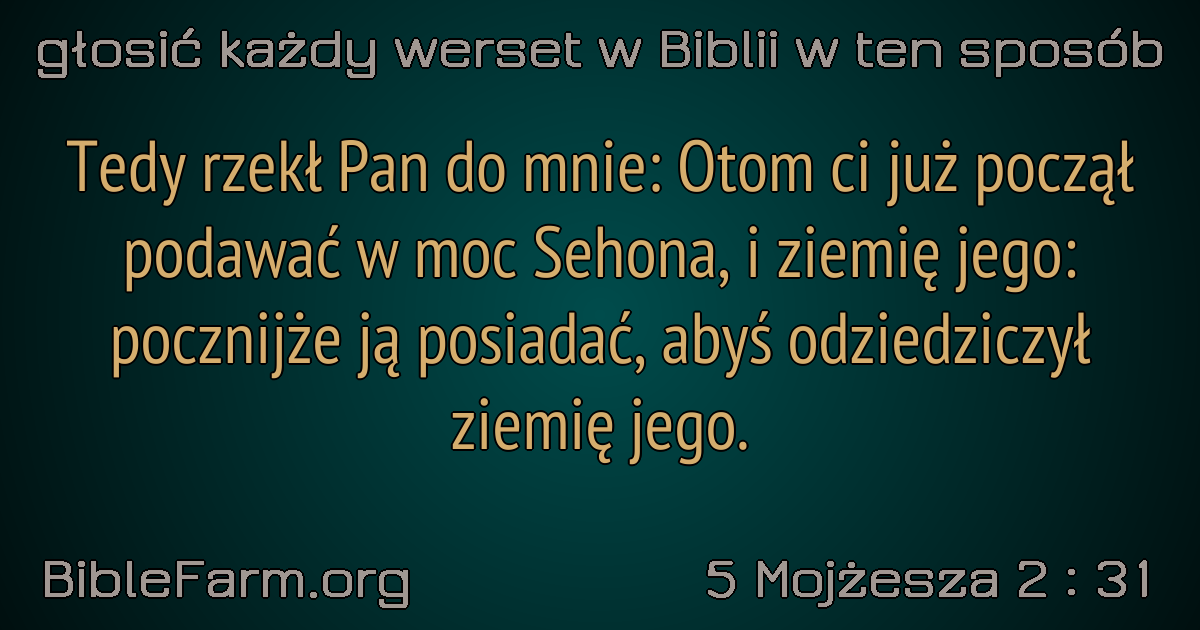 głosić każdy werset w Biblii w ten sposób
Tedy rzekł Pan do mnie: Otom ci już począł
podawać w moc Sehona, i ziemię jego:
pocznijże ją posiadać, abyś odziedziczył
ziemię jego.
BibleFarm.org
5 Mojżesza 2 : 31